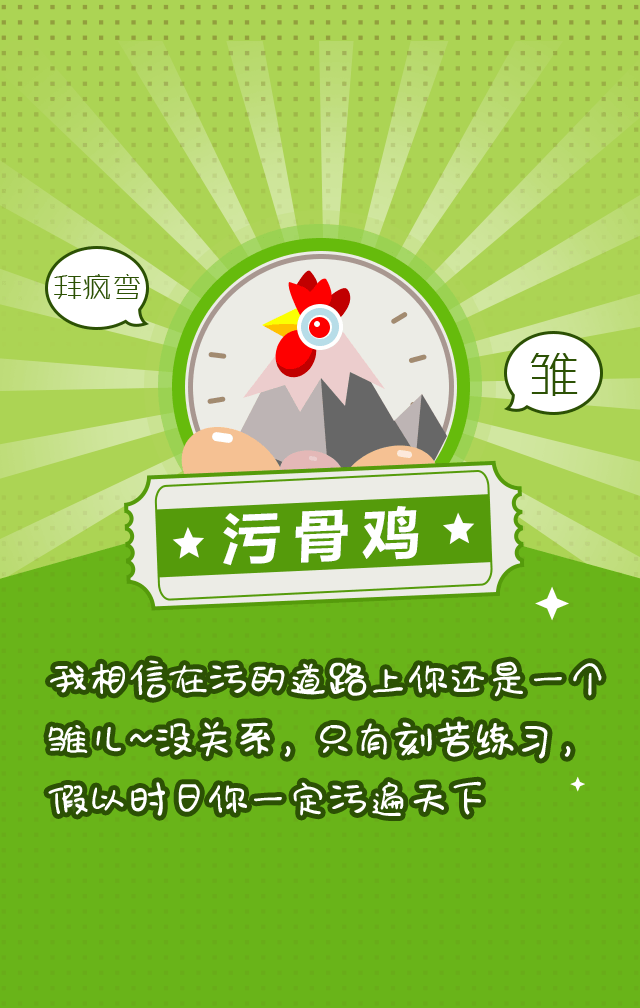 拜疯弯
雏
污骨鸡
我相信在污的道路上你还是一个
雏儿~没关系，只有刻苦练习，
假以时日你一定污遍天下